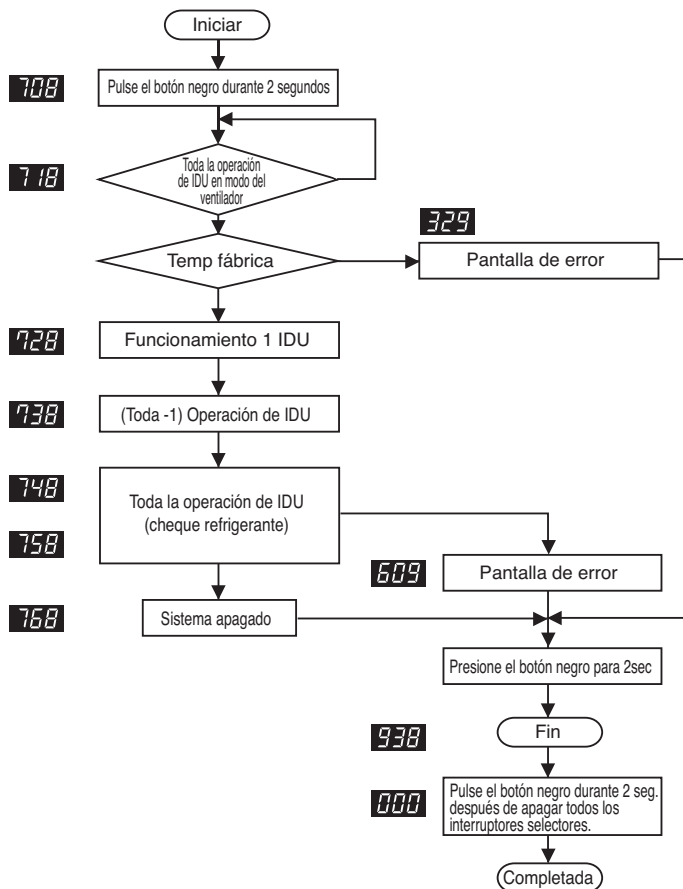 Iniciar
708
Pulse el botón negro durante 2 segundos
718
Toda la operación
de IDU en modo del
ventilador
329
Temp fábrica
Pantalla de error
728
Funcionamiento 1 IDU
738
(Toda -1) Operación de IDU
748
Toda la operación de IDU
(cheque refrigerante)
758
609
Pantalla de error
768
Sistema apagado
Presione el botón negro para 2sec
938
Fin
000
Pulse el botón negro durante 2 seg.
después de apagar todos los
interruptores selectores.
Completada